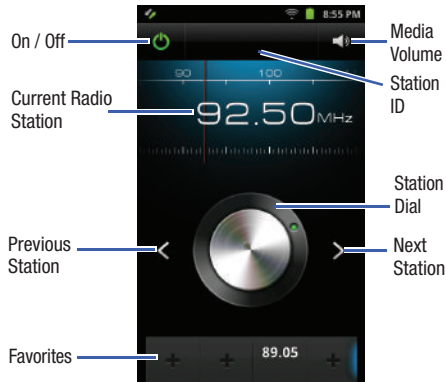 8:55 PM
On / Off
Media
Volume
Station
ID
90 100
Current Radio
Station
92.50MHz
Station
Dial
Previous
Station
Next
Station
Favorites
+ + 89.05 +